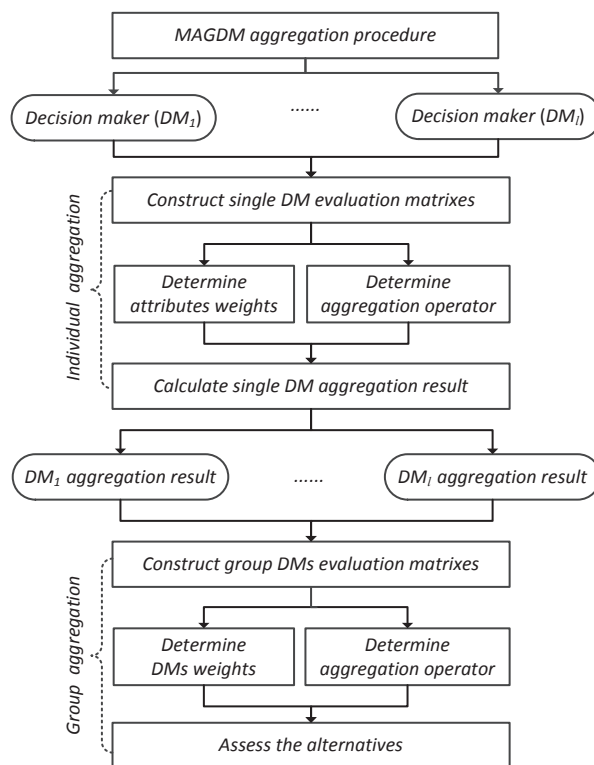 MAGDM aggregation procedure
Decision maker (DM₁)
......
Decision maker (DMₗ)
Individual aggregation
Construct single DM evaluation matrixes
Determine
attributes weights
Determine
aggregation operator
Calculate single DM aggregation result
DM₁ aggregation result
......
DMₗ aggregation result
Group aggregation
Construct group DMs evaluation matrixes
Determine
DMs weights
Determine
aggregation operator
Assess the alternatives